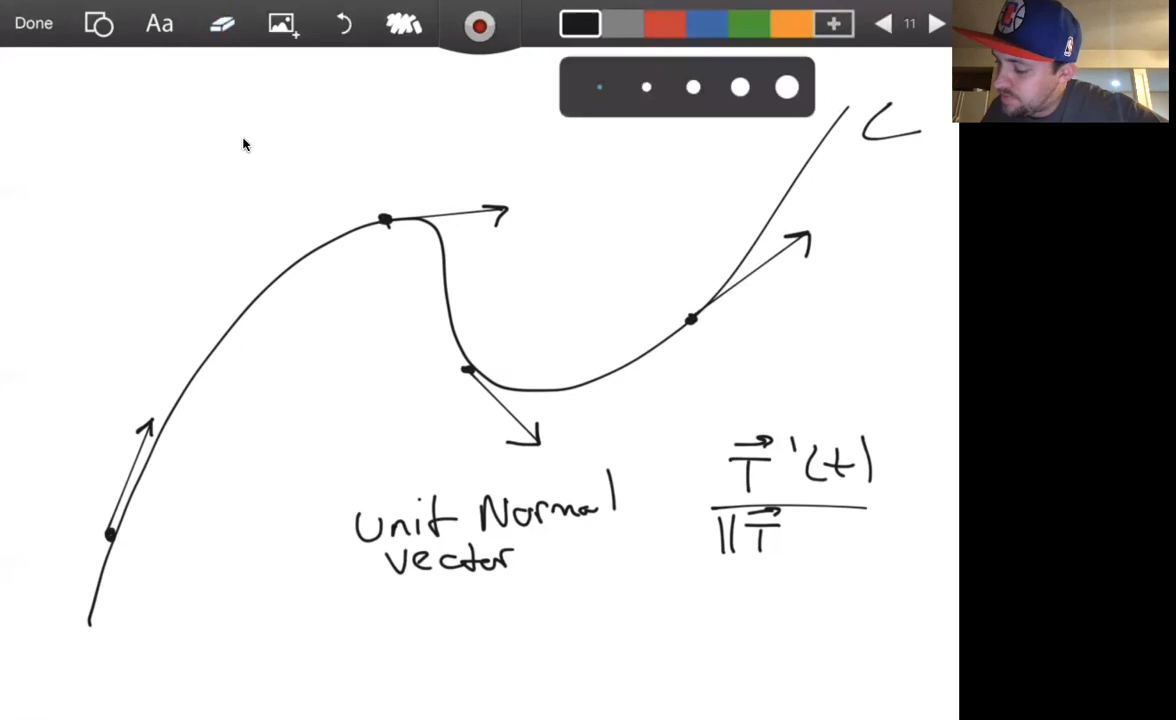 Done Aa 11
C
Unit Normal
vector
T⃗ '(t)
||T⃗